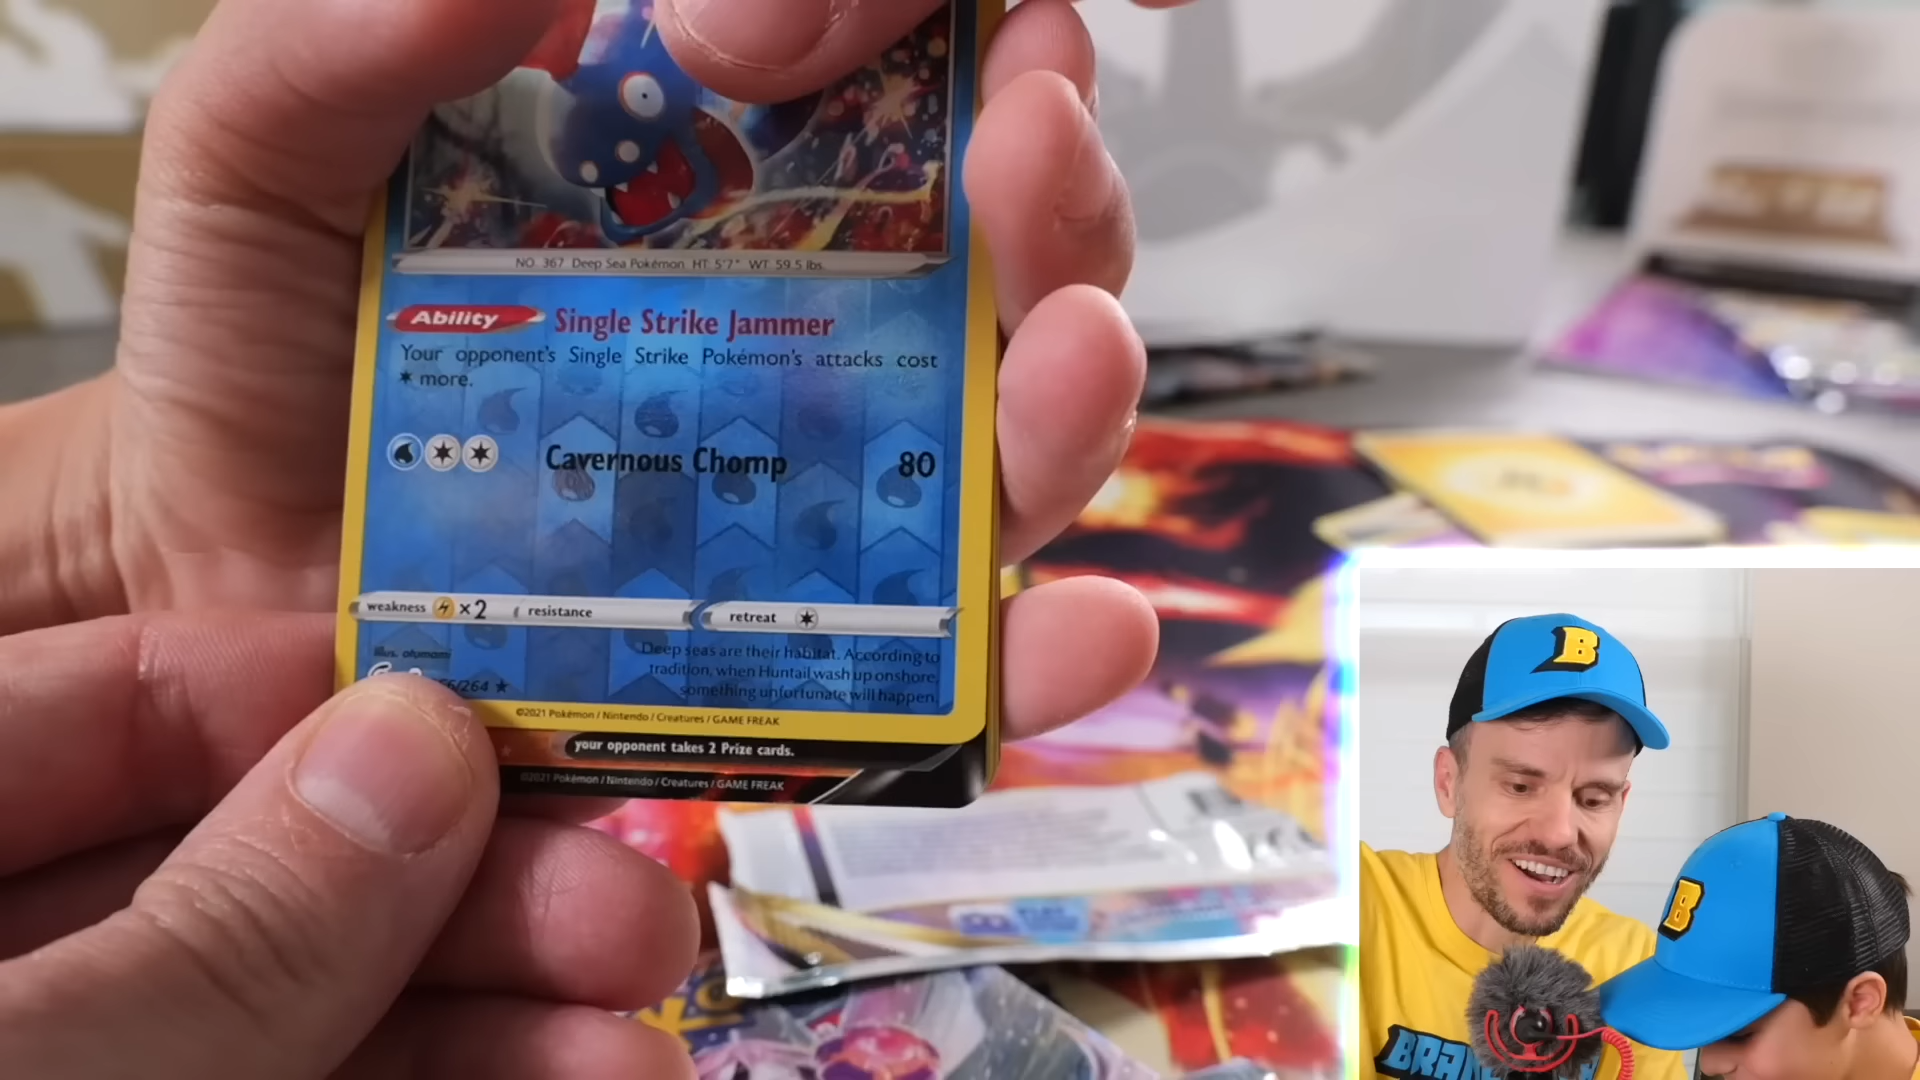 NO. 367 Deep Sea Pokémon HT: 5'7" WT: 59.5 lbs.
Ability Single Strike Jammer
Your opponent's Single Strike Pokémon's attacks cost
more.
Cavernous Chomp 80
weakness ×2 resistance retreat
illus. otumami
Deep seas are their habitat. According to
tradition, when Huntail wash up onshore,
something unfortunate will happen.
/264
©2021 Pokémon / Nintendo / Creatures / GAME FREAK
your opponent takes 2 Prize cards.
©2021 Pokémon / Nintendo / Creatures / GAME FREAK
B
B